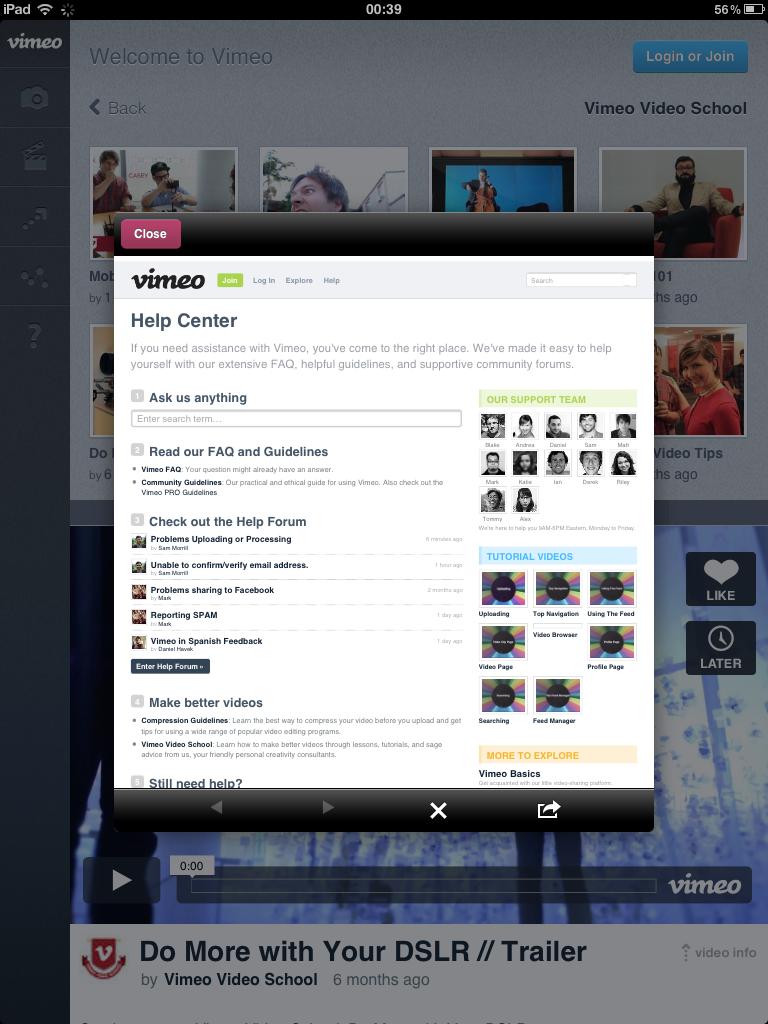 iPad 00:39 56%
vimeo Welcome to Vimeo Login or Join
Back Vimeo Video School
CASEY
Close
Mob 101
by 1 ths ago
vimeo Join Log In Explore Help Search
Help Center
If you need assistance with Vimeo, you've come to the right place. We've made it easy to help
yourself with our extensive FAQ, helpful guidelines, and supportive community forums.
1 Ask us anything
Enter search term...
2 Read our FAQ and Guidelines
Vimeo FAQ: Your question might already have an answer.
Community Guidelines: Our practical and ethical guide for using Vimeo. Also check out the
Vimeo PRO Guidelines
3 Check out the Help Forum
Problems Uploading or Processing 6 minutes ago
by Sam Morrill
Unable to confirm/verify email address. 1 hour ago
by Sam Morrill
Problems sharing to Facebook 2 months ago
by Mark
Reporting SPAM 1 day ago
by Mark
Vimeo in Spanish Feedback 1 day ago
by Daniel Hayek
Enter Help Forum »
4 Make better videos
Compression Guidelines: Learn the best way to compress your video before you upload and get
tips for using a wide range of popular video editing programs.
Vimeo Video School: Learn how to make better videos through lessons, tutorials, and sage
advice from us, your friendly personal creativity consultants.
5 Still need help?
OUR SUPPORT TEAM
Blake Andrea Daniel Sam Matt
Mark Katie Ian Derek Riley
Tommy Alex
We're here to help you 9AM-6PM Eastern, Monday to Friday.
TUTORIAL VIDEOS
Uploading Top Navigation Using The Feed
Video Page Video Browser Profile Page
Searching Feed Manager
MORE TO EXPLORE
Vimeo Basics
Get acquainted with our little video-sharing platform.
Do Video Tips
by 6 ths ago
LIKE
LATER
0:00
vimeo
Do More with Your DSLR // Trailer
video info
by Vimeo Video School 6 months ago